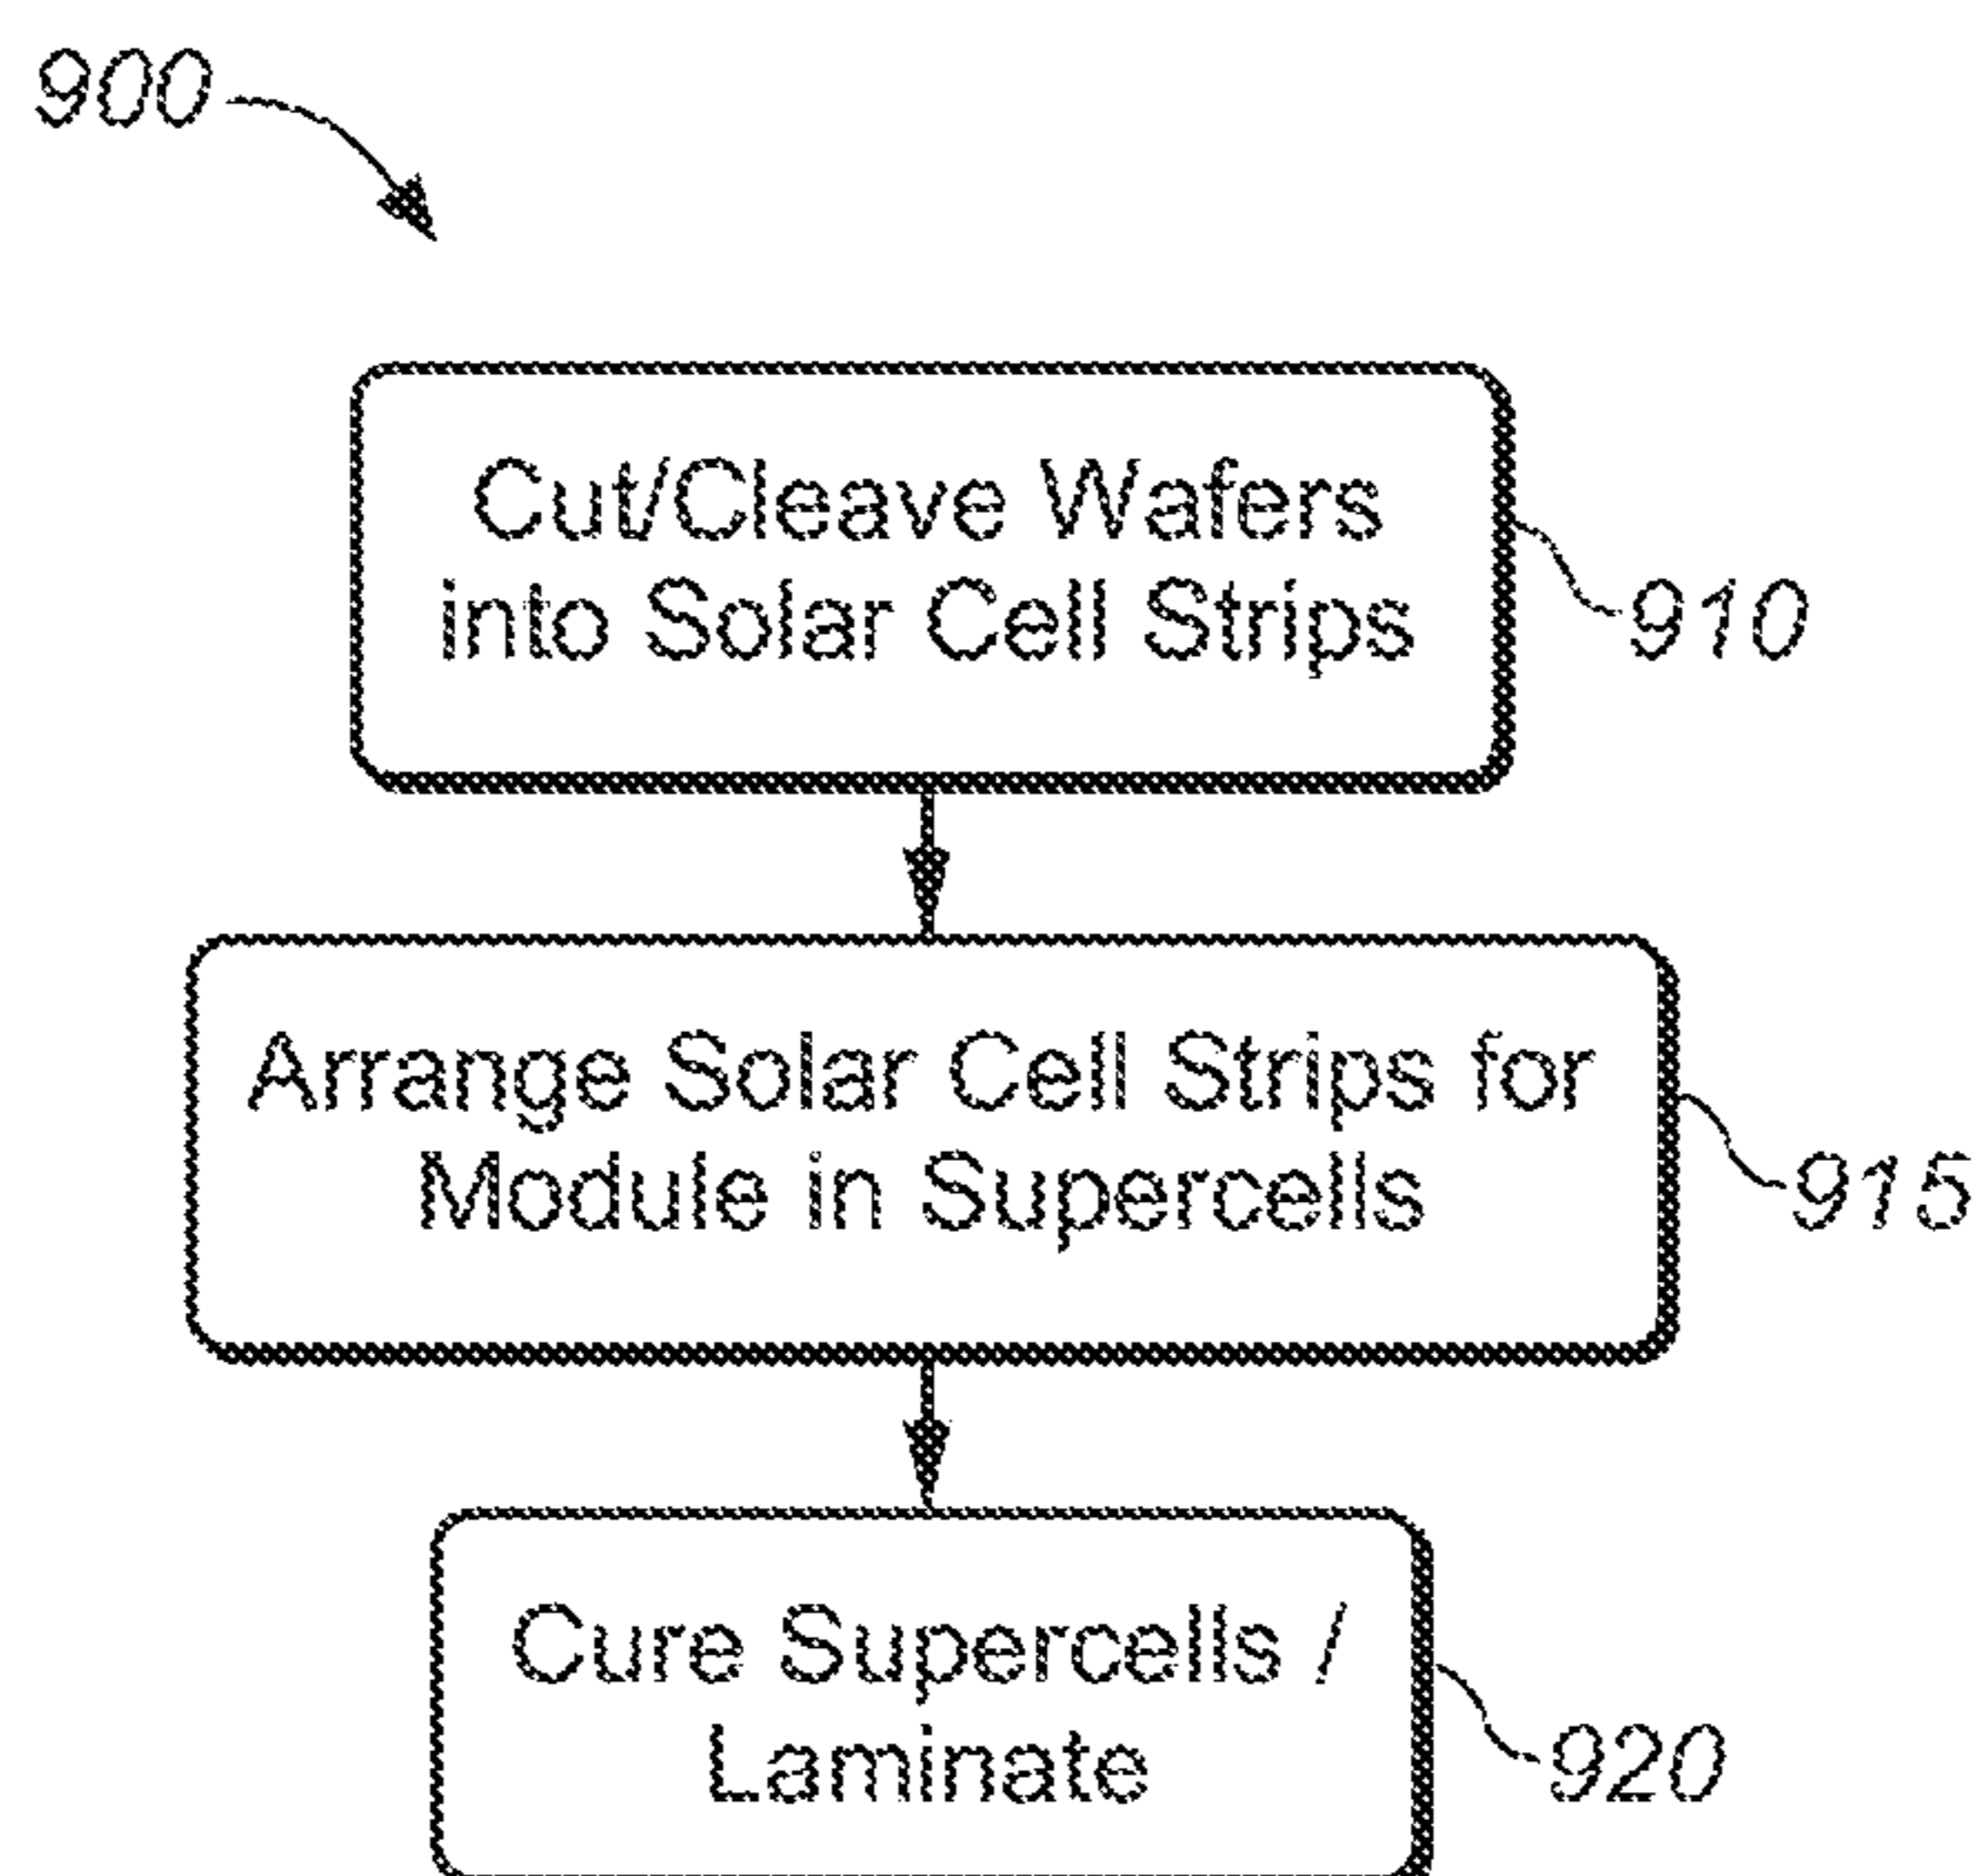 900
Cut/Cleave Wafers
into Solar Cell Strips
910
Arrange Solar Cell Strips for
Module in Supercells
915
Cure Supercells /
Laminate
920